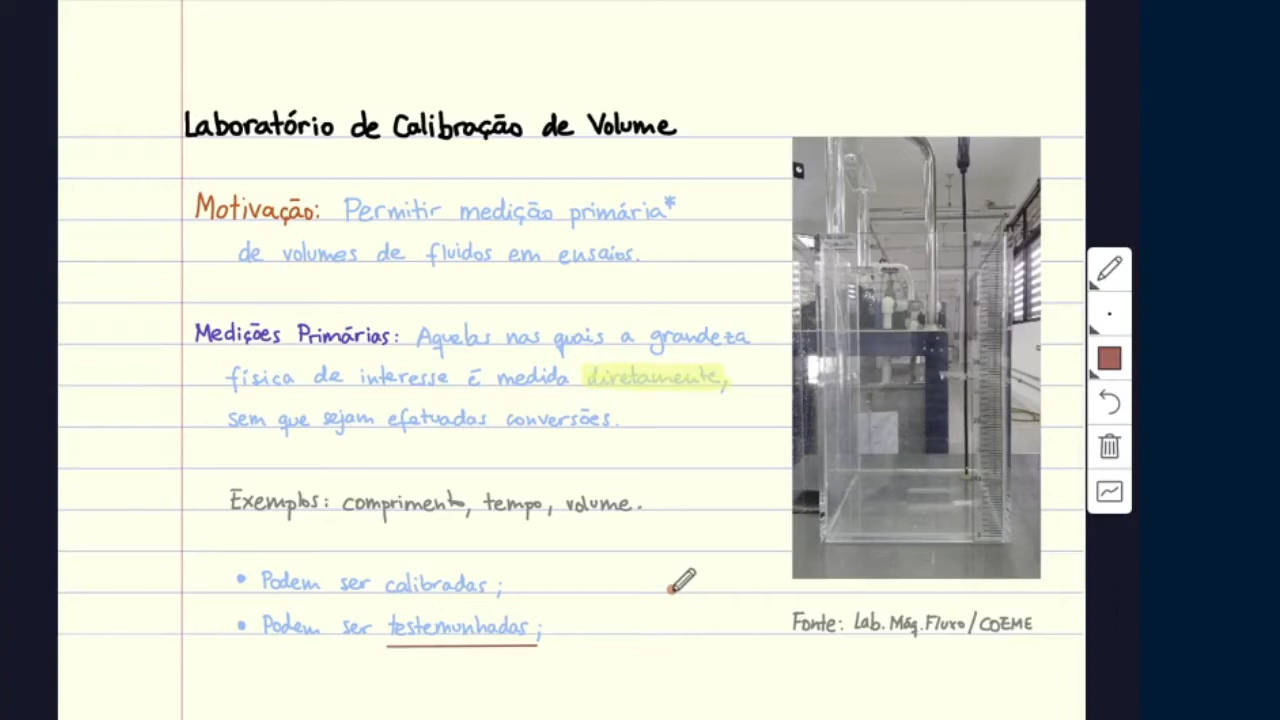 Laboratório de Calibração de Volume
Motivação: Permitir medição primária*
de volumes de fluidos em ensaios.
Medições Primárias: Aquelas nas quais a grandeza
física de interesse é medida diretamente,
sem que sejam efetuadas conversões.
Exemplos: comprimento, tempo, volume.
• Podem ser calibradas;
• Podem ser testemunhadas;
Fonte: Lab. Máq. Fluxo/COEME